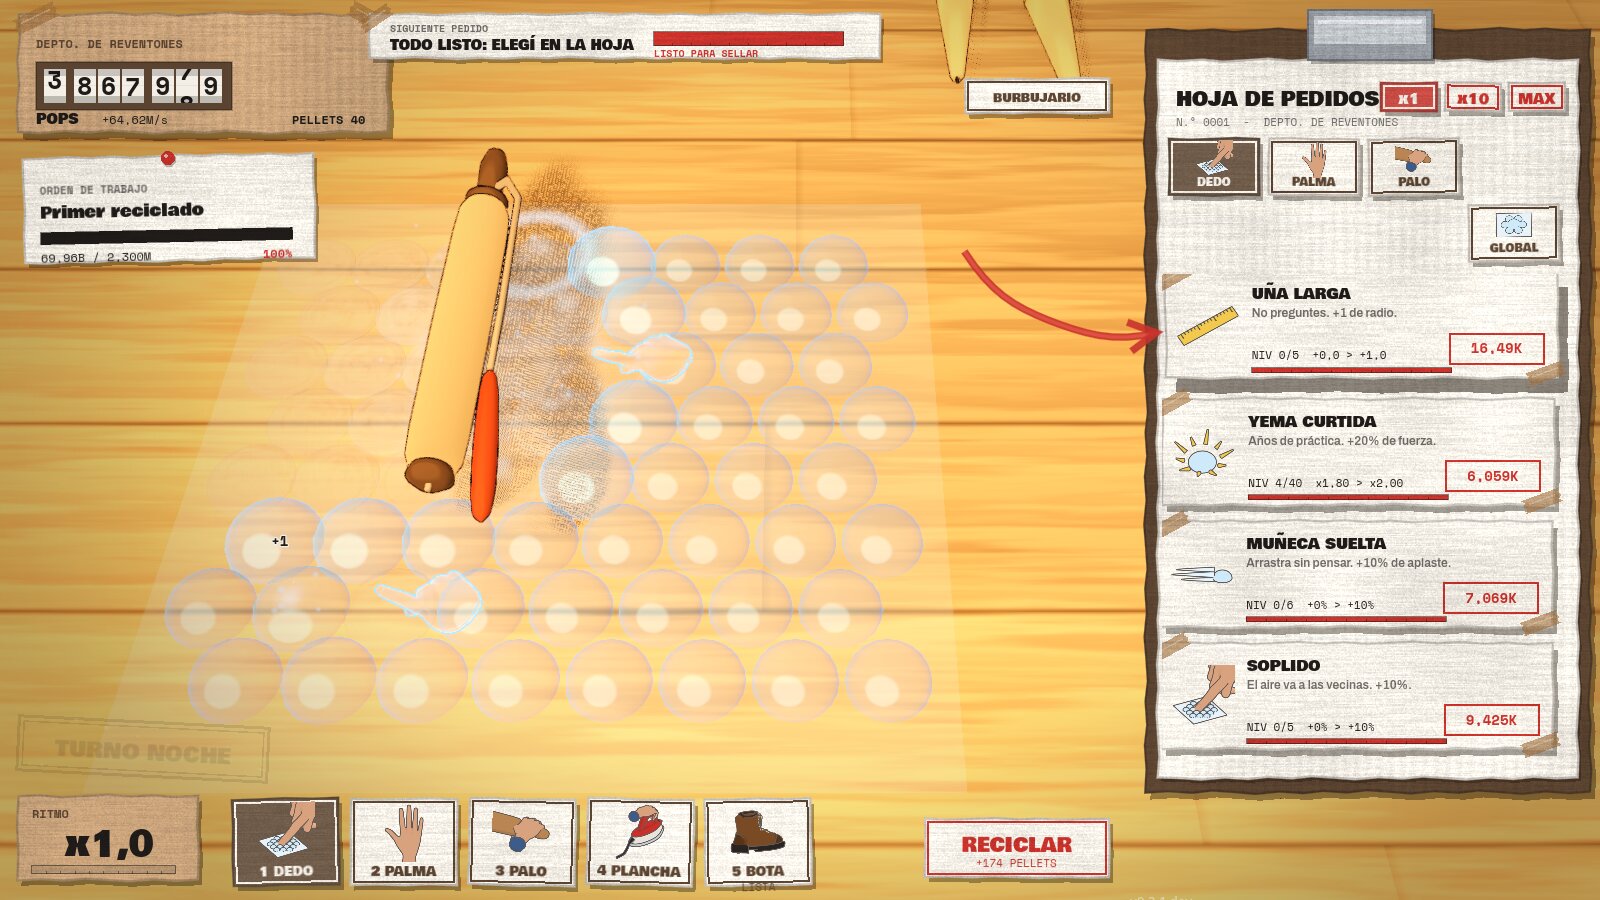 DEPTO. DE REVENTONES
POPS +64,62M/s PELLETS 40
SIGUIENTE PEDIDO
TODO LISTO: ELEGÍ EN LA HOJA
LISTO PARA SELLAR
BURBUJARIO
ORDEN DE TRABAJO
Primer reciclado
69,96B / 2,300M 100%
HOJA DE PEDIDOS x1 x10 MAX
N.° 0001 - DEPTO. DE REVENTONES
DEDO PALMA PALO
GLOBAL
UÑA LARGA
No preguntes. +1 de radio.
NIV 0/5 +0,0 > +1,0
16,49K
YEMA CURTIDA
Años de práctica. +20% de fuerza.
NIV 4/40 x1,80 > x2,00
6,059K
MUÑECA SUELTA
Arrastra sin pensar. +10% de aplaste.
NIV 0/6 +0% > +10%
7,069K
SOPLIDO
El aire va a las vecinas. +10%.
NIV 0/5 +0% > +10%
9,425K
+1
TURNO NOCHE
RITMO
x1,0
1 DEDO 2 PALMA 3 PALO 4 PLANCHA 5 BOTA
LISTA
RECICLAR
+174 PELLETS